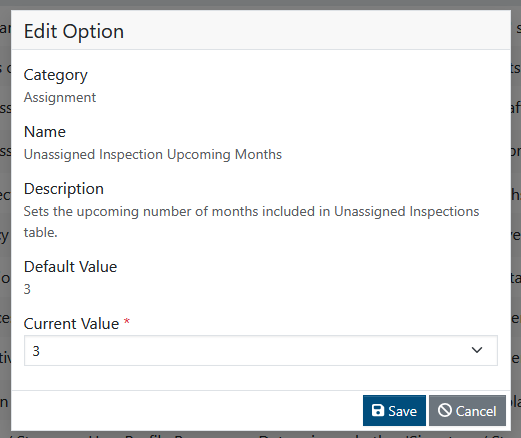 Edit Option
Category
Assignment
Name
Unassigned Inspection Upcoming Months
Description
Sets the upcoming number of months included in Unassigned Inspections
table.
Default Value
3
Current Value *
3
Save
Cancel